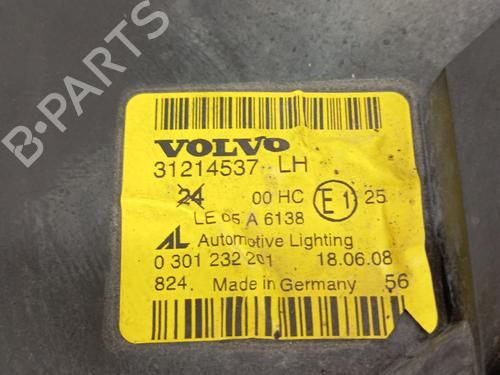 B-PARTS
VOLVO
31214537 LH
24 00 HC E1 25
LE 05 A 6138
AL Automotive Lighting
0 301 232 201 18.06.08
824. Made in Germany 56